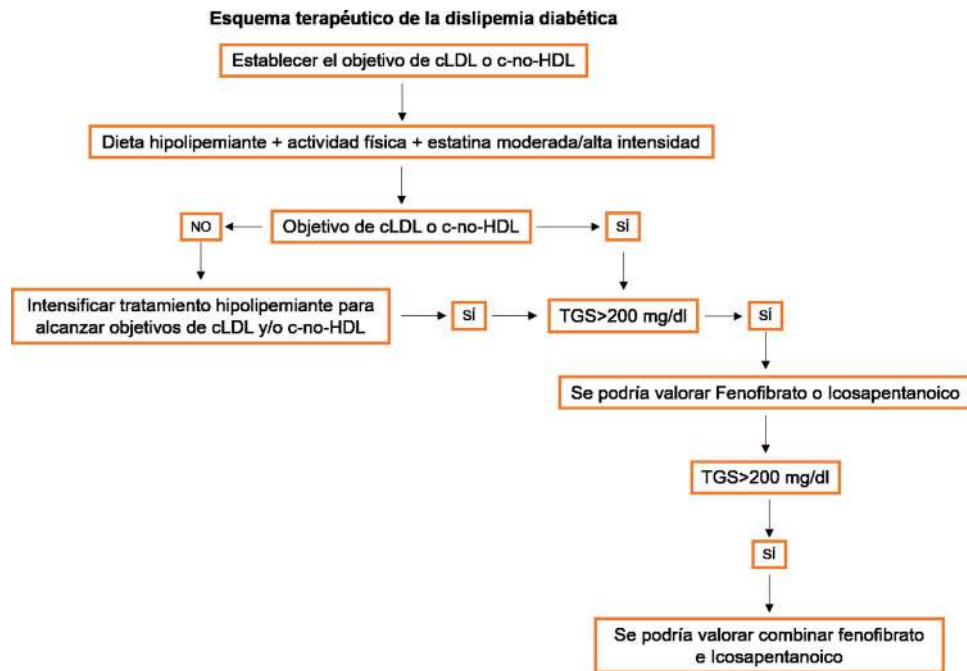 Esquema terapéutico de la dislipemia diabética
Establecer el objetivo de cLDL o c-no-HDL
Dieta hipolipemiante + actividad física + estatina moderada/alta intensidad
NO
Objetivo de cLDL o c-no-HDL
SÍ
Intensificar tratamiento hipolipemiante para
alcanzar objetivos de cLDL y/o c-no-HDL
SÍ
TGS>200 mg/dl
SÍ
Se podría valorar Fenofibrato o Icosapentanoico
TGS>200 mg/dl
SÍ
Se podría valorar combinar fenofibrato
e Icosapentanoico